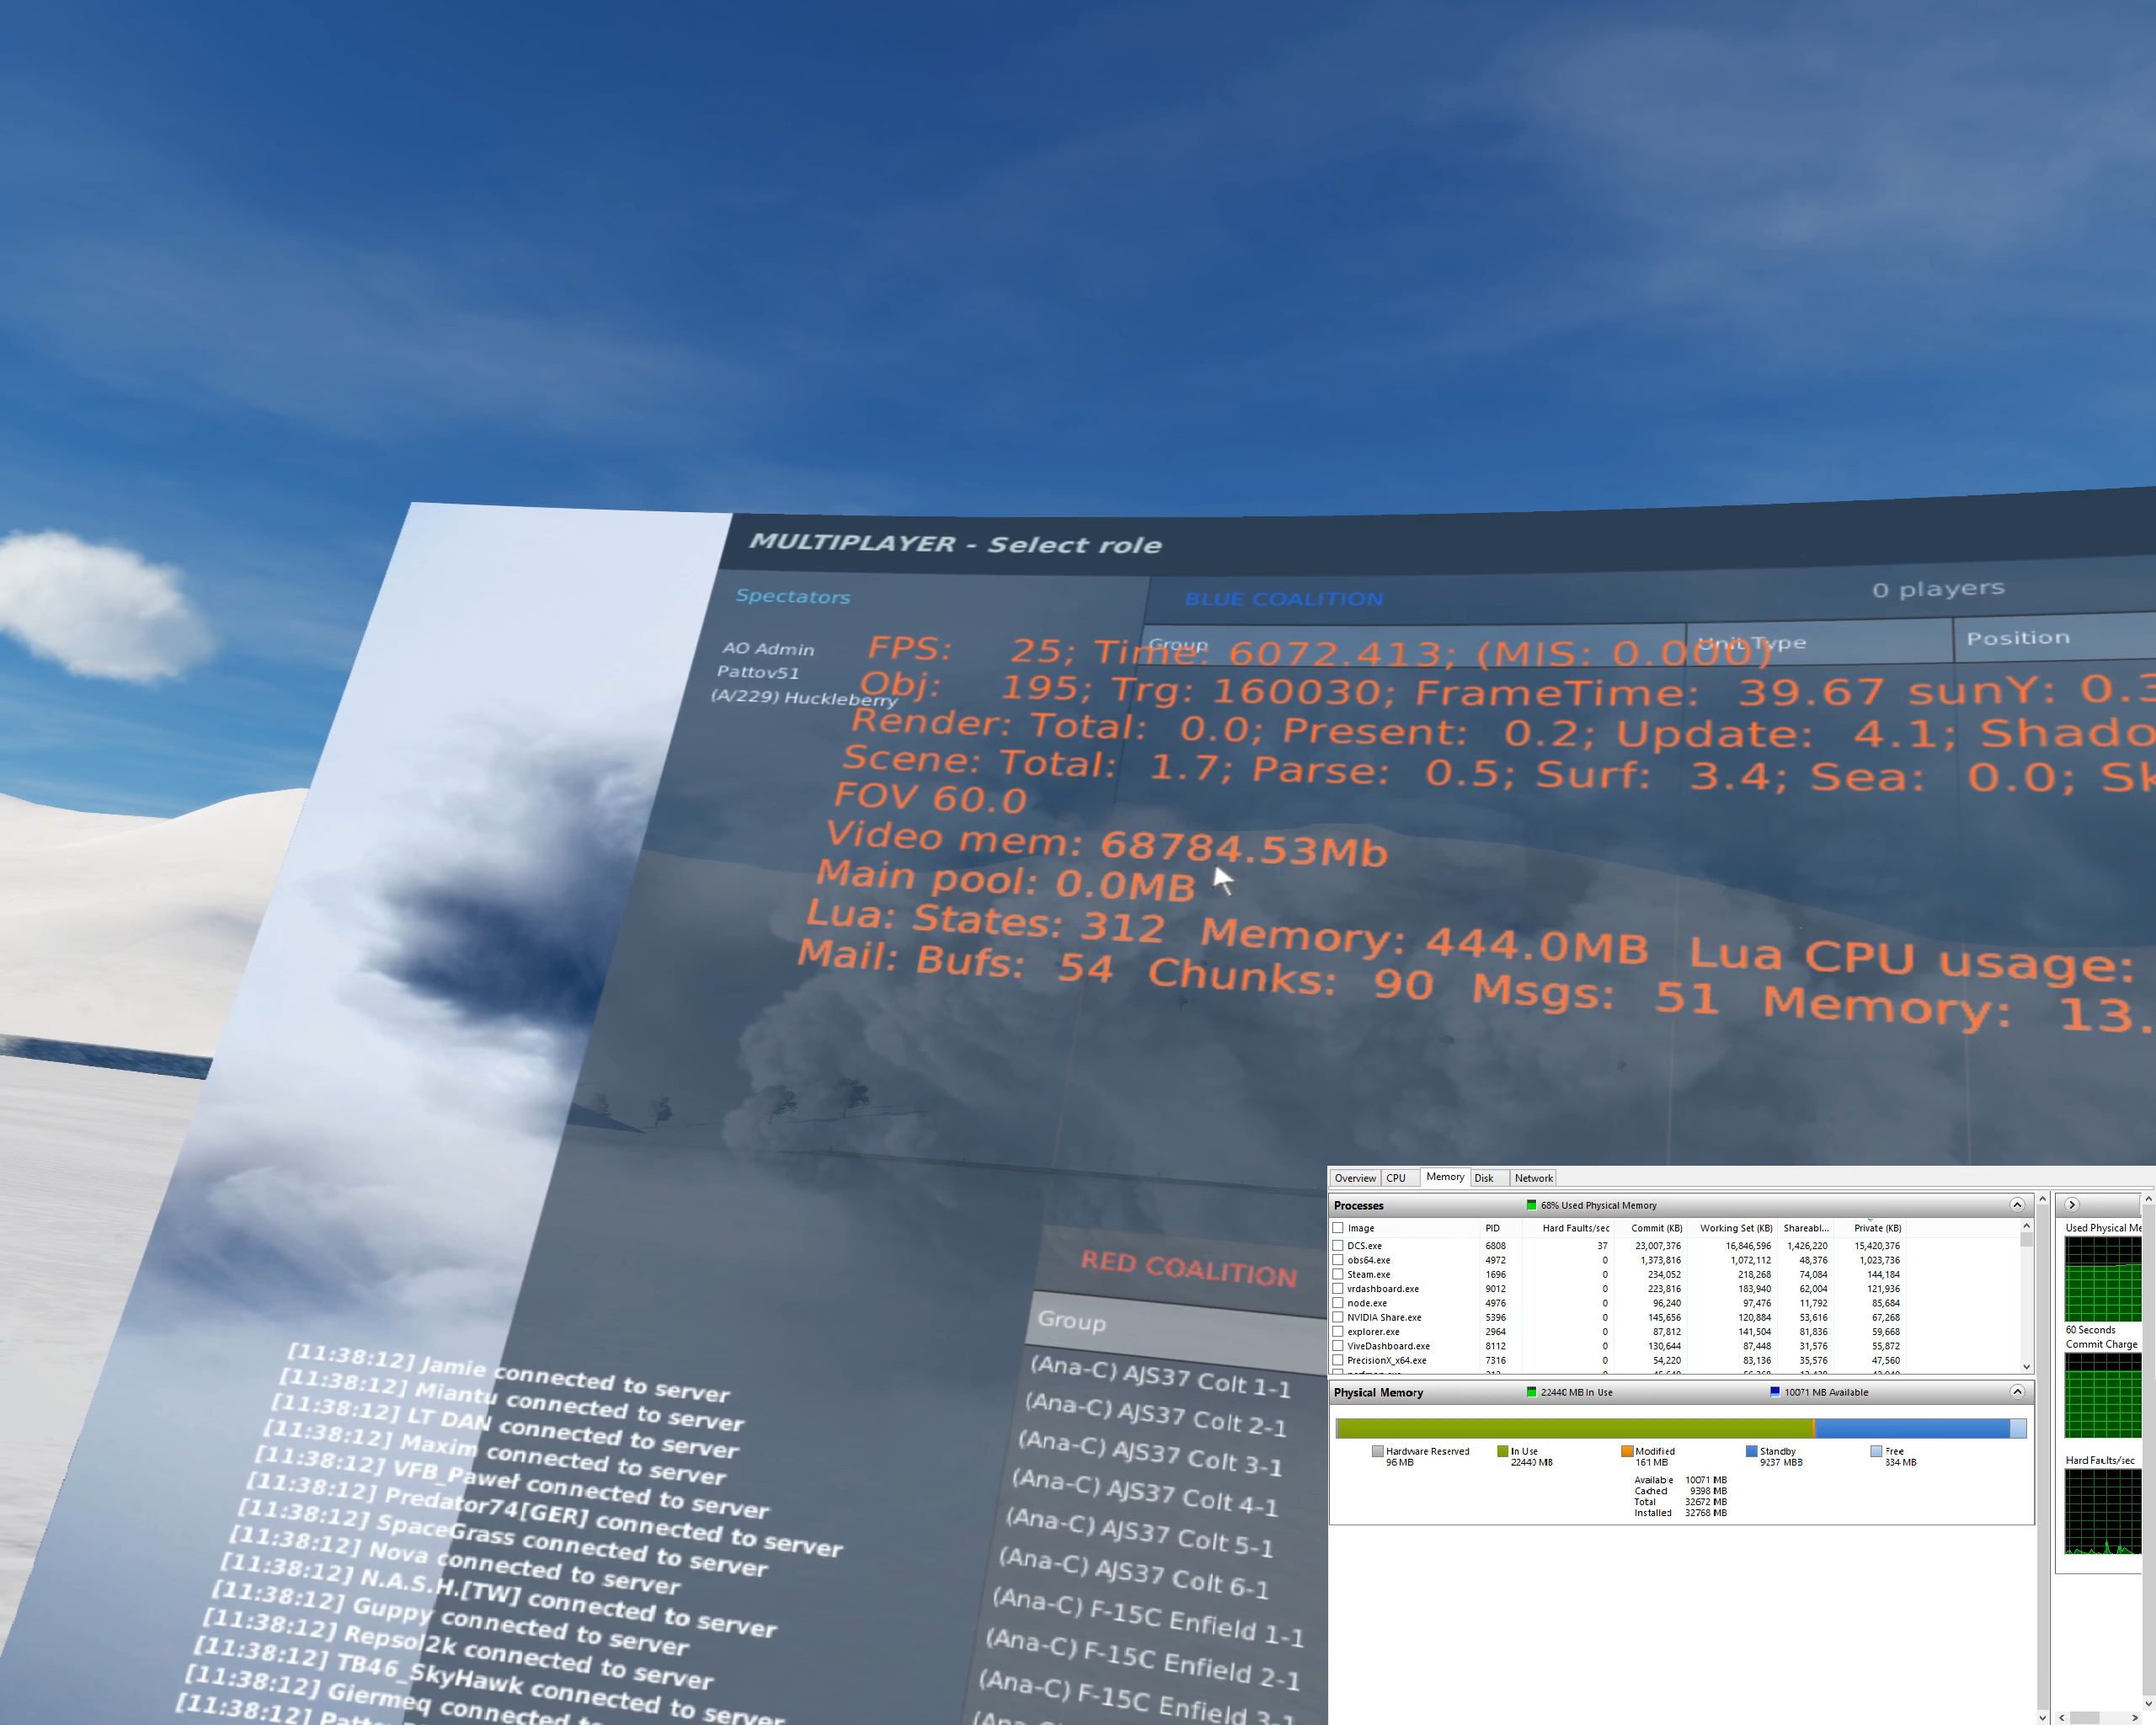 MULTIPLAYER - Select role
Spectators
BLUE COALITION
0 players
AO Admin
Pattov51
(A/229) Huckleberry
Group
Unit Type
Position
FPS: 25; Time: 6072.413; (MIS: 0.000)
Obj: 195; Trg: 160030; FrameTime: 39.67 sunY: 0.3
Render: Total: 0.0; Present: 0.2; Update: 4.1; Shado
Scene: Total: 1.7; Parse: 0.5; Surf: 3.4; Sea: 0.0; Sk
FOV 60.0
Video mem: 68784.53Mb
Main pool: 0.0MB
Lua: States: 312 Memory: 444.0MB Lua CPU usage:
Mail: Bufs: 54 Chunks: 90 Msgs: 51 Memory: 13.
RED COALITION
Group
(Ana-C) AJS37 Colt 1-1
(Ana-C) AJS37 Colt 2-1
(Ana-C) AJS37 Colt 3-1
(Ana-C) AJS37 Colt 4-1
(Ana-C) AJS37 Colt 5-1
(Ana-C) AJS37 Colt 6-1
(Ana-C) F-15C Enfield 1-1
(Ana-C) F-15C Enfield 2-1
(Ana-C) F-15C Enfield 3-1
[11:38:12] Jamie connected to server
[11:38:12] Miantu connected to server
[11:38:12] LT DAN connected to server
[11:38:12] Maxim connected to server
[11:38:12] VFB_Paweł connected to server
[11:38:12] Predator74[GER] connected to server
[11:38:12] SpaceGrass connected to server
[11:38:12] Nova connected to server
[11:38:12] N.A.S.H.[TW] connected to server
[11:38:12] Guppy connected to server
[11:38:12] Repsol2k connected to server
[11:38:12] TB46_SkyHawk connected to server
[11:38:12] Giermeq connected to
[11:38:12]
Overview CPU Memory Disk Network
Processes 68% Used Physical Memory
Image PID Hard Faults/sec Commit (KB) Working Set (KB) Shareabl... Private (KB)
DCS.exe 6808 37 23,007,376 16,846,596 1,426,220 15,420,376
obs64.exe 4972 0 1,373,816 1,072,112 48,376 1,023,736
Steam.exe 1696 0 234,052 218,268 74,084 144,184
vrdashboard.exe 9012 0 223,816 183,940 62,004 121,936
node.exe 4976 0 96,240 97,476 11,792 85,684
NVIDIA Share.exe 5396 0 145,656 120,884 53,616 67,268
explorer.exe 2964 0 87,812 141,504 81,836 59,668
ViveDashboard.exe 8112 0 130,644 87,448 31,576 55,872
PrecisionX_x64.exe 7316 0 54,220 83,136 35,576 47,560
Physical Memory 22440 MB In Use 10071 MB Available
Hardware Reserved
96 MB
In Use
22440 MB
Modified
161 MB
Standby
9237 MBB
Free
834 MB
Available 10071 MB
Cached 9398 MB
Total 32672 MB
Installed 32768 MB
Used Physical Me
60 Seconds
Commit Charge
Hard Faults/sec